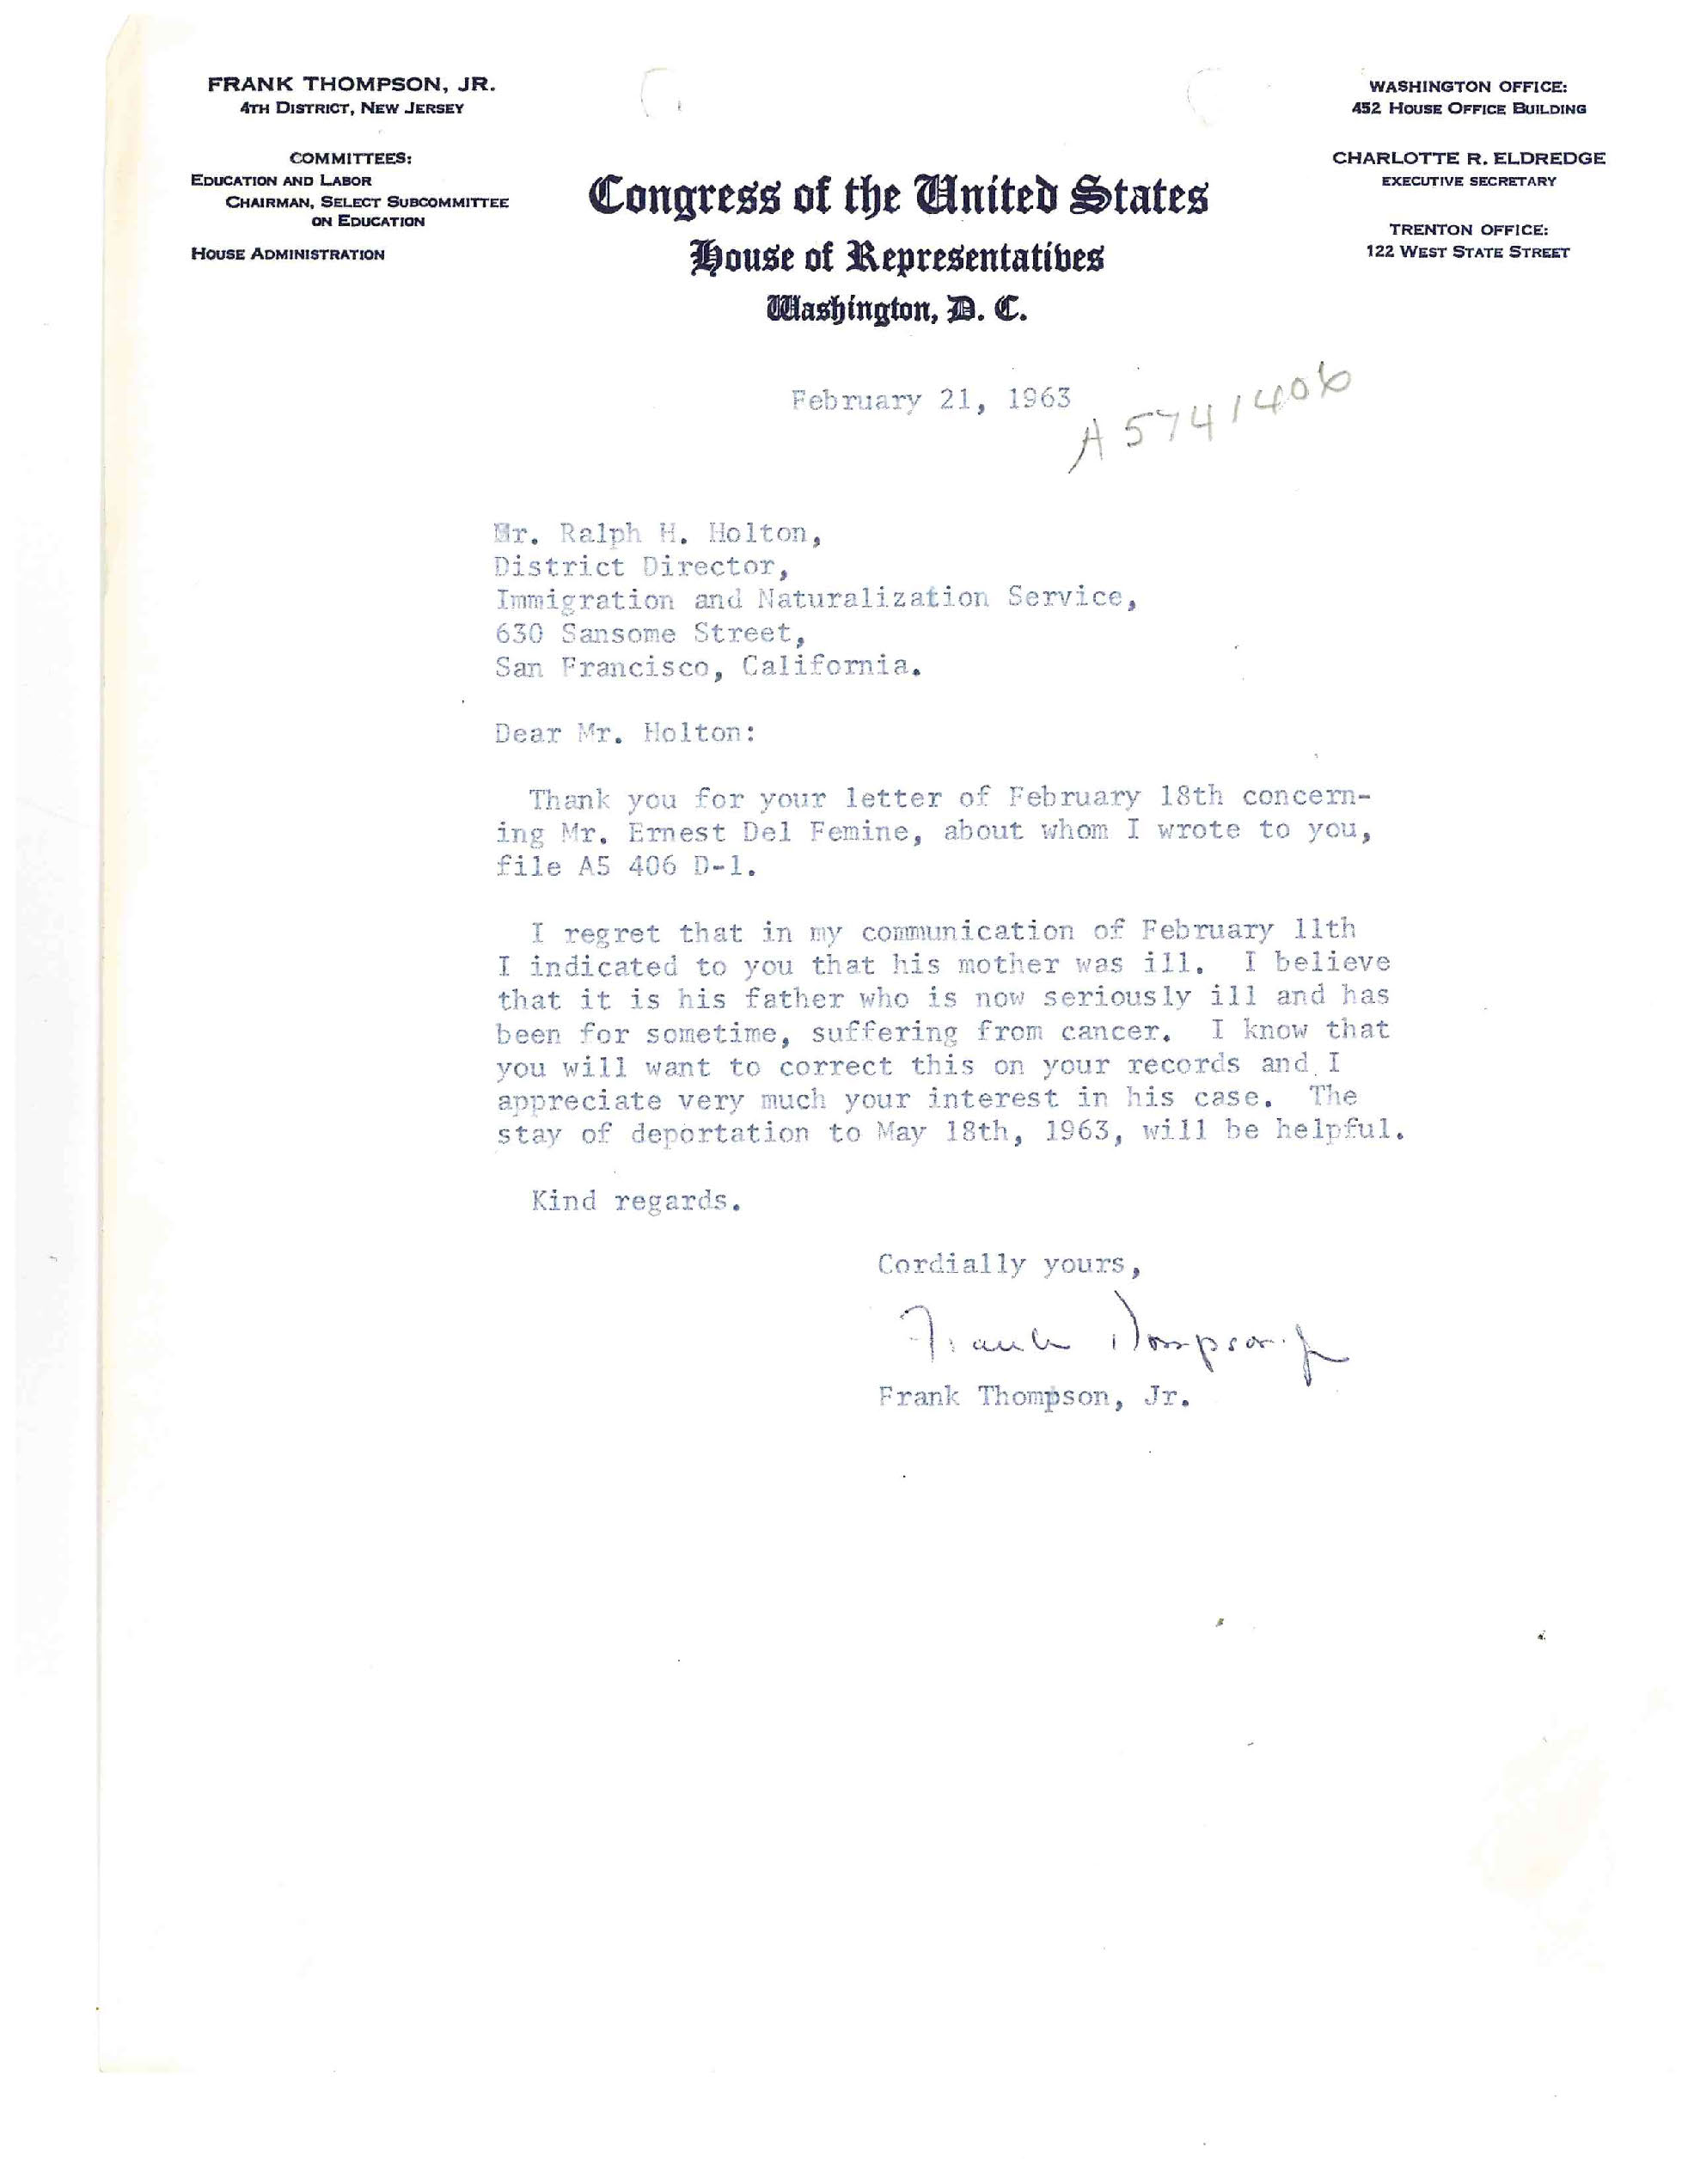 FRANK THOMPSON, JR.
4TH DISTRICT, NEW JERSEY
COMMITTEES:
EDUCATION AND LABOR
CHAIRMAN, SELECT SUBCOMMITTEE
ON EDUCATION
HOUSE ADMINISTRATION
Congress of the United States
House of Representatives
Washington, D. C.
WASHINGTON OFFICE:
452 HOUSE OFFICE BUILDING
CHARLOTTE R. ELDREDGE
EXECUTIVE SECRETARY
TRENTON OFFICE:
122 WEST STATE STREET
February 21, 1963
A 5741406
Mr. Ralph H. Holton,
District Director,
Immigration and Naturalization Service,
630 Sansome Street,
San Francisco, California.
Dear Mr. Holton:
Thank you for your letter of February 18th concern-
ing Mr. Ernest Del Femine, about whom I wrote to you,
file A5 406 D-1.
I regret that in my communication of February 11th
I indicated to you that his mother was ill. I believe
that it is his father who is now seriously ill and has
been for sometime, suffering from cancer. I know that
you will want to correct this on your records and I
appreciate very much your interest in his case. The
stay of deportation to May 18th, 1963, will be helpful.
Kind regards.
Cordially yours,
Frank Thompson Jr
Frank Thompson, Jr.